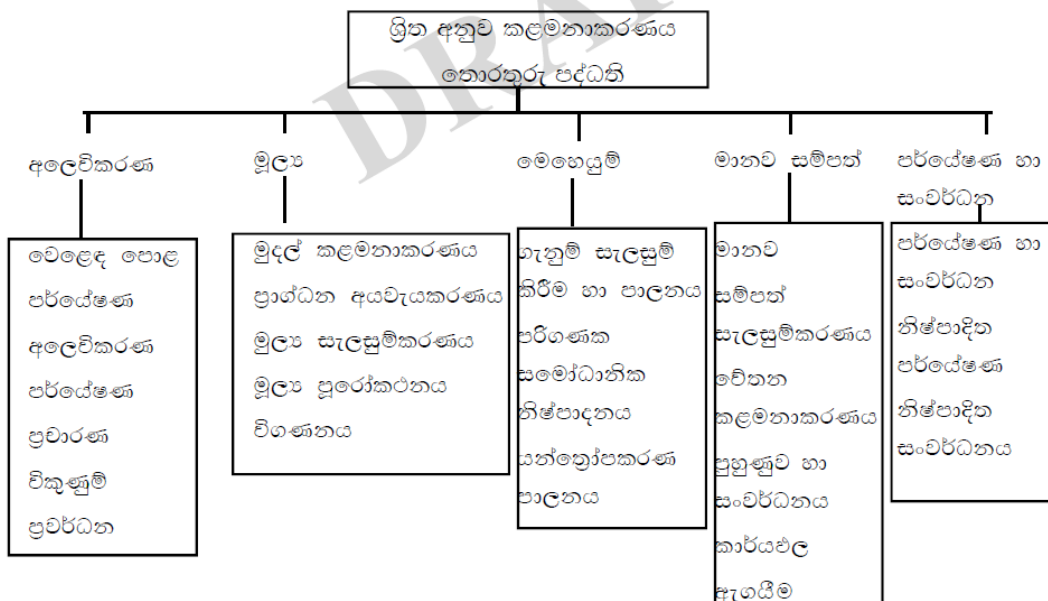 ශ්‍රිත අනුව කළමනාකරණය
තොරතුරු පද්ධති
DRA
අලෙවිකරණ
මූල්‍ය
මෙහෙයුම්
මානව සම්පත්
පර්යේෂණ හා
සංවර්ධන
වෙළෙඳ පොළ
පර්යේෂණ
අලෙවිකරණ
පර්යේෂණ
ප්‍රචාරණ
විකුණුම්
ප්‍රවර්ධන
මුදල් කළමනාකරණය
ප්‍රාග්ධන අයවැයකරණය
මූල්‍ය සැලසුම්කරණය
මූල්‍ය පුරෝකථනය
විගණනය
ගැනුම් සැලසුම්
කිරීම හා පාලනය
පරිගණක
සමෝධානික
නිෂ්පාදනය
යන්ත්‍රෝපකරණ
පාලනය
මානව
සම්පත්
සැලසුම්කරණය
වේතන
කළමනාකරණය
පුහුණුව හා
සංවර්ධනය
කාර්යඵල
ඇගයීම
පර්යේෂණ හා
සංවර්ධන
නිෂ්පාදිත
පර්යේෂණ
නිෂ්පාදිත
සංවර්ධනය